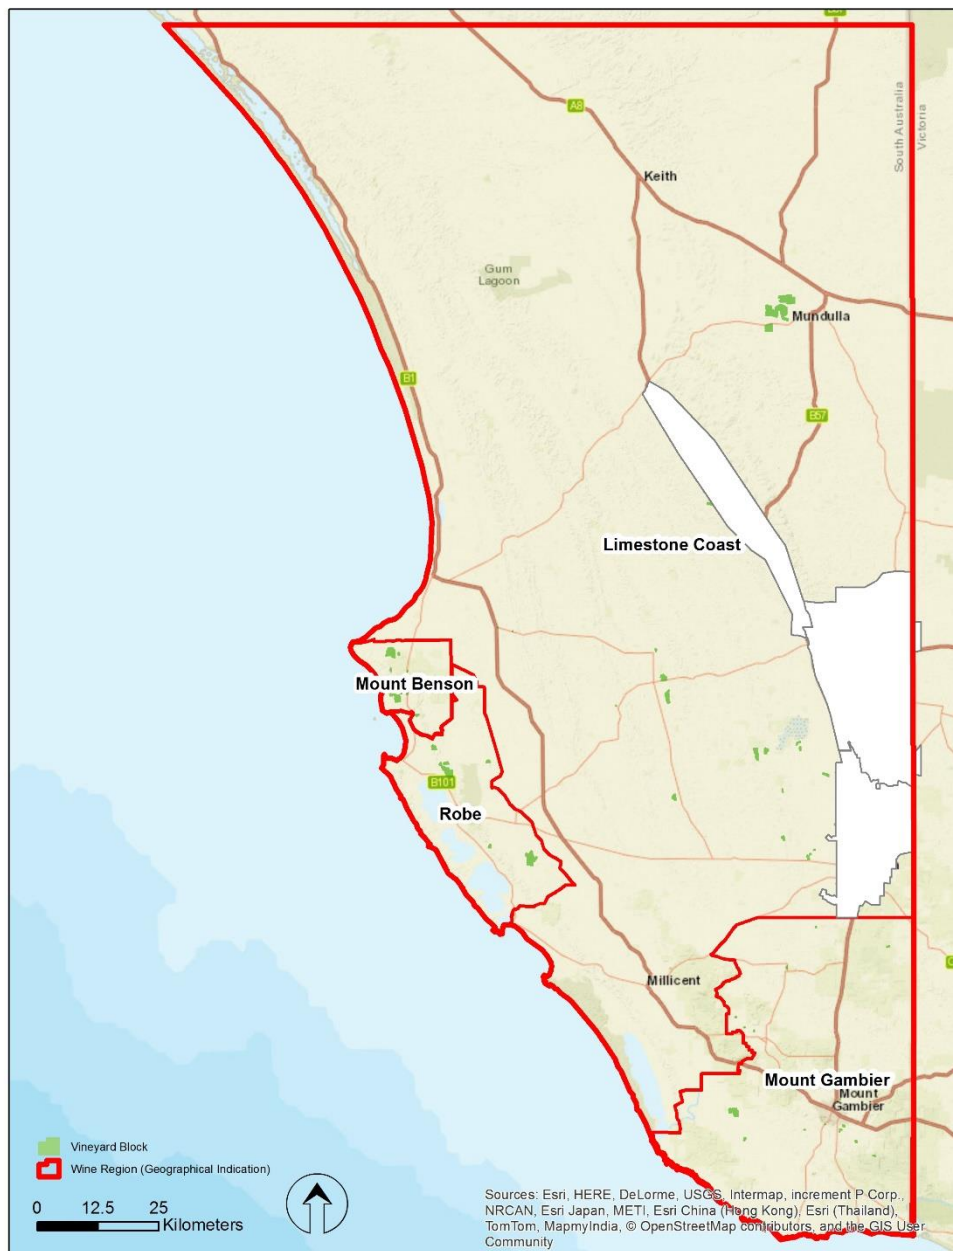 A8
South Australia
Victoria
Keith
Gum
Lagoon
Mundulla
B1
B57
Limestone Coast
Mount Benson
B101
Robe
Millicent
Mount Gambier
Mount
Gambier
Vineyard Block
Wine Region (Geographical Indication)
0 12.5 25
Kilometers
Sources: Esri, HERE, DeLorme, USGS, Intermap, increment P Corp.,
NRCAN, Esri Japan, METI, Esri China (Hong Kong), Esri (Thailand),
TomTom, MapmyIndia, © OpenStreetMap contributors, and the GIS User
Community